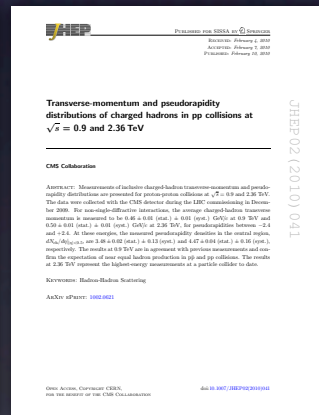 JHEP
Published for SISSA by Springer
Received: February 4, 2010
Accepted: February 7, 2010
Published: February 10, 2010
Transverse-momentum and pseudorapidity
distributions of charged hadrons in pp collisions at
√s = 0.9 and 2.36 TeV
CMS Collaboration
Abstract: Measurements of inclusive charged-hadron transverse-momentum and pseudo-
rapidity distributions are presented for proton-proton collisions at √s = 0.9 and 2.36 TeV.
The data were collected with the CMS detector during the LHC commissioning in Decem-
ber 2009. For non-single-diffractive interactions, the average charged-hadron transverse
momentum is measured to be 0.46 ± 0.01 (stat.) ± 0.01 (syst.) GeV/c at 0.9 TeV and
0.50 ± 0.01 (stat.) ± 0.01 (syst.) GeV/c at 2.36 TeV, for pseudorapidities between −2.4
and +2.4. At these energies, the measured pseudorapidity densities in the central region,
dNch/dη||η|<0.5, are 3.48 ± 0.02 (stat.) ± 0.13 (syst.) and 4.47 ± 0.04 (stat.) ± 0.16 (syst.),
respectively. The results at 0.9 TeV are in agreement with previous measurements and con-
firm the expectation of near equal hadron production in pp̄ and pp collisions. The results
at 2.36 TeV represent the highest-energy measurements at a particle collider to date.
Keywords: Hadron-Hadron Scattering
ArXiv ePrint: 1002.0621
JHEP02(2010)041
Open Access, Copyright CERN,
for the benefit of the CMS Collaboration
doi:10.1007/JHEP02(2010)041